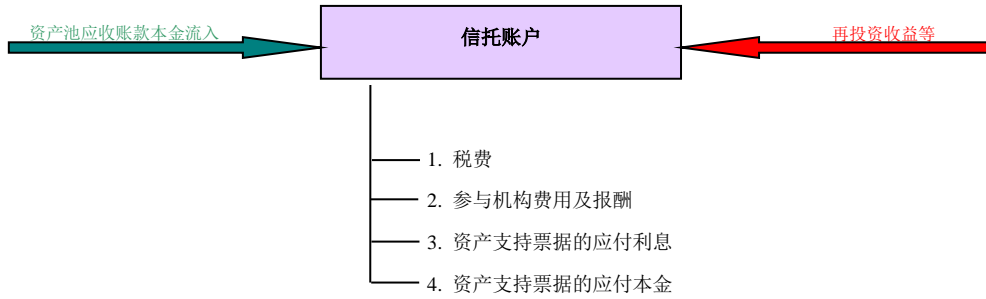 资产池应收账款本金流入
信托账户
再投资收益等
1. 税费
2. 参与机构费用及报酬
3. 资产支持票据的应付利息
4. 资产支持票据的应付本金